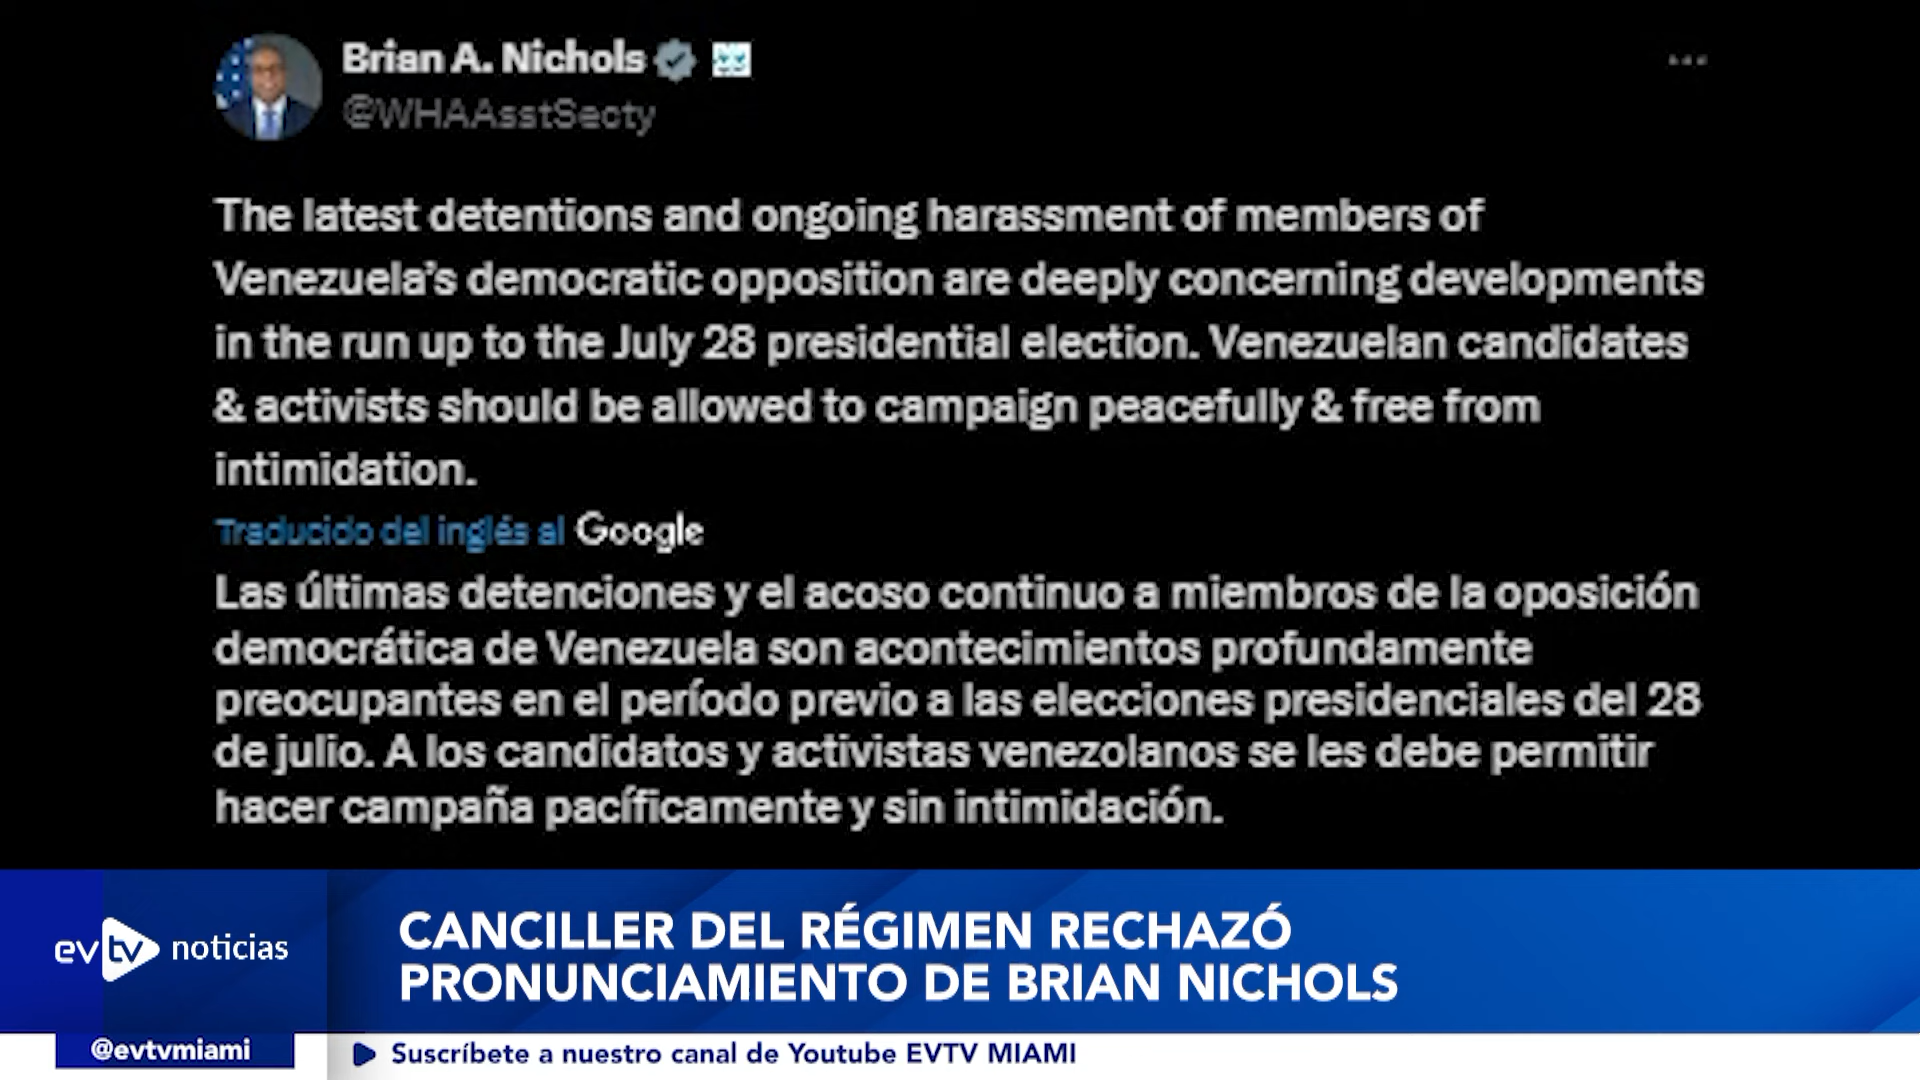 Brian A. Nichols
@WHAAsstSecty
The latest detentions and ongoing harassment of members of
Venezuela’s democratic opposition are deeply concerning developments
in the run up to the July 28 presidential election. Venezuelan candidates
& activists should be allowed to campaign peacefully & free from
intimidation.
Traducido del inglés al Google
Las últimas detenciones y el acoso continuo a miembros de la oposición
democrática de Venezuela son acontecimientos profundamente
preocupantes en el período previo a las elecciones presidenciales del 28
de julio. A los candidatos y activistas venezolanos se les debe permitir
hacer campaña pacíficamente y sin intimidación.
evtv noticias
CANCILLER DEL RÉGIMEN RECHAZÓ
PRONUNCIAMIENTO DE BRIAN NICHOLS
@evtvmiami
Suscríbete a nuestro canal de Youtube EVTV MIAMI